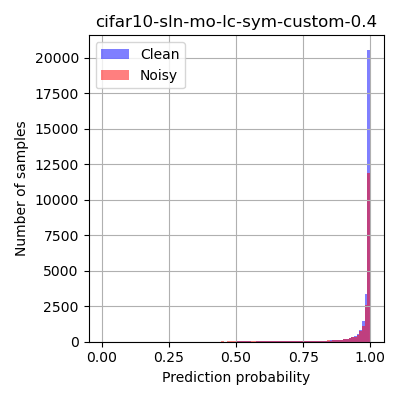 cifar10-sln-mo-lc-sym-custom-0.4
Clean
Noisy
20000
17500
15000
12500
10000
7500
5000
2500
0
Number of samples
0.00 0.25 0.50 0.75 1.00
Prediction probability